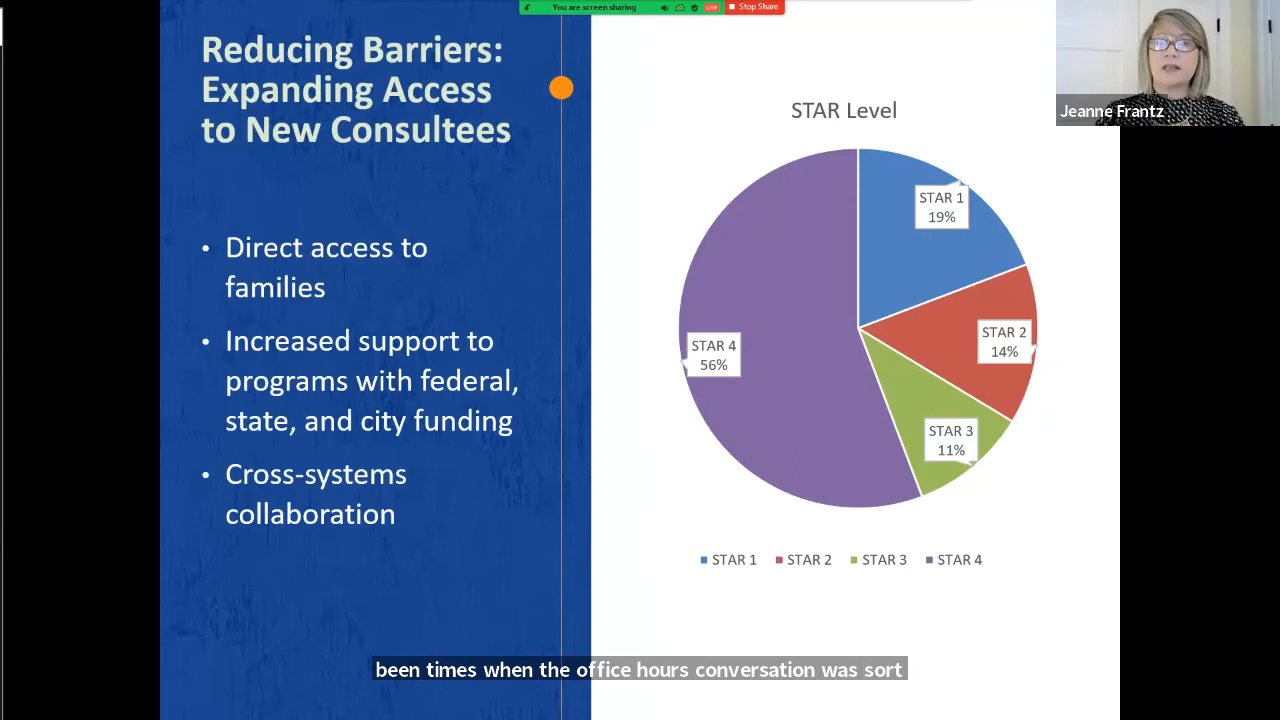 You are screen sharing
LIVE
Stop Share
Reducing Barriers:
Expanding Access
to New Consultees
• Direct access to
families
• Increased support to
programs with federal,
state, and city funding
• Cross-systems
collaboration
STAR Level
STAR 1
19%
STAR 2
14%
STAR 3
11%
STAR 4
56%
STAR 1 STAR 2 STAR 3 STAR 4
Jeanne Frantz
been times when the office hours conversation was sort